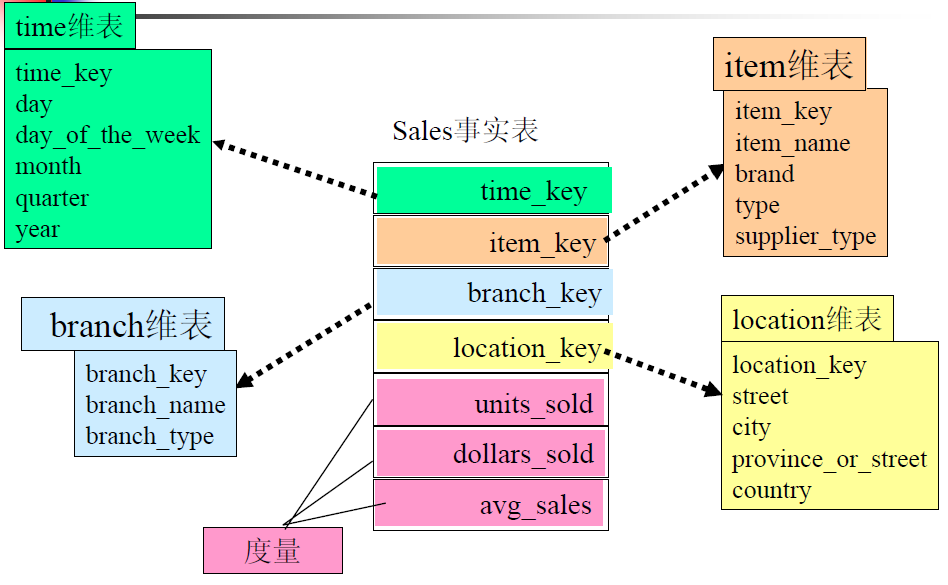 time维表
time_key
day
day_of_the_week
month
quarter
year
item维表
item_key
item_name
brand
type
supplier_type
Sales事实表
time_key
item_key
branch_key
location_key
units_sold
dollars_sold
avg_sales
branch维表
branch_key
branch_name
branch_type
location维表
location_key
street
city
province_or_street
country
度量